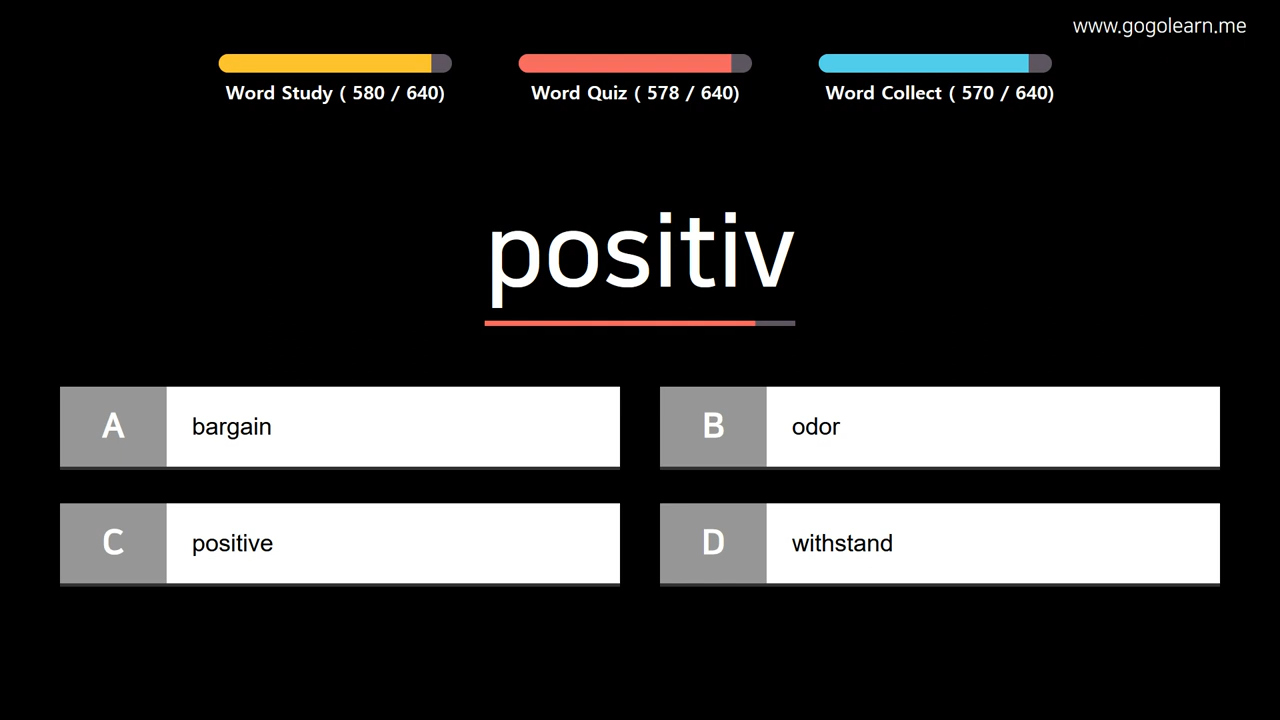 www.gogolearn.me
Word Study ( 580 / 640)
Word Quiz ( 578 / 640)
Word Collect ( 570 / 640)
positiv
A
bargain
B
odor
C
positive
D
withstand